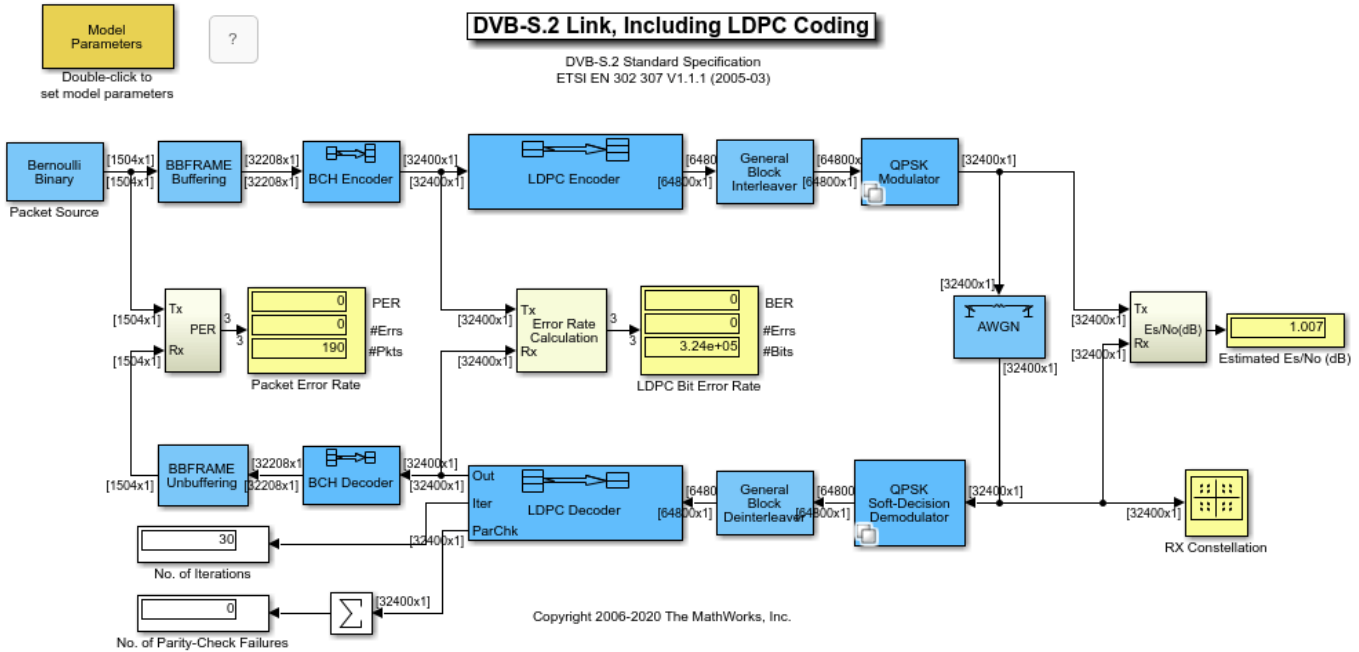 Model
Parameters
Double-click to
set model parameters
?
DVB-S.2 Link, Including LDPC Coding
DVB-S.2 Standard Specification
ETSI EN 302 307 V1.1.1 (2005-03)
Bernoulli
Binary
Packet Source
[1504x1]
[1504x1]
BBFRAME
Buffering
[32208x1]
[32208x1]
BCH Encoder
[32400x1]
[32400x1]
LDPC Encoder
[6480
[64800x1]
General
Block
Interleaver
[64800x
[64800x1]
QPSK
Modulator
[32400x1]
[1504x1]
[1504x1]
Tx
PER
Rx
3
3
0
0
190
PER
#Errs
#Pkts
Packet Error Rate
[32400x1]
[32400x1]
Tx
Error Rate
Calculation
Rx
3
3
0
0
3.24e+05
BER
#Errs
#Bits
LDPC Bit Error Rate
[32400x1]
AWGN
[32400x1]
[32400x1]
[32400x1]
Tx
Es/No(dB)
Rx
1.007
Estimated Es/No (dB)
[1504x1]
BBFRAME
Unbuffering
[32208x1
[32208x1]
BCH Decoder
[32400x1]
[32400x1]
Out
Iter
ParChk
LDPC Decoder
[32400x1]
[6480
[64800x1]
General
Block
Deinterleaver
[64800
[64800x1]
QPSK
Soft-Decision
Demodulator
[32400x1]
[32400x1]
RX Constellation
30
No. of Iterations
0
No. of Parity-Check Failures
∑
[32400x1]
Copyright 2006-2020 The MathWorks, Inc.